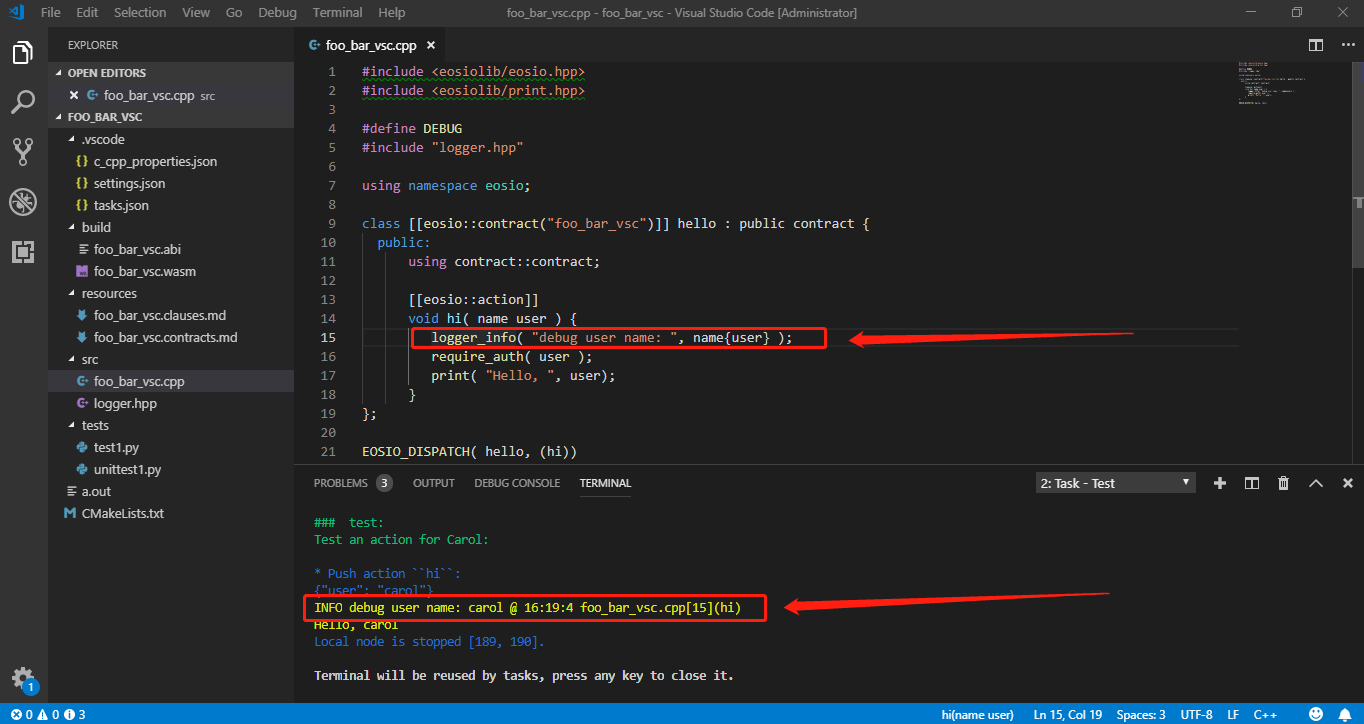 File Edit Selection View Go Debug Terminal Help foo_bar_vsc.cpp - foo_bar_vsc - Visual Studio Code [Administrator]
EXPLORER
OPEN EDITORS
foo_bar_vsc.cpp src
FOO_BAR_VSC
.vscode
{} c_cpp_properties.json
{} settings.json
{} tasks.json
build
foo_bar_vsc.abi
foo_bar_vsc.wasm
resources
foo_bar_vsc.clauses.md
foo_bar_vsc.contracts.md
src
foo_bar_vsc.cpp
logger.hpp
tests
test1.py
unittest1.py
a.out
CMakeLists.txt
1
foo_bar_vsc.cpp
1 #include <eosiolib/eosio.hpp>
2 #include <eosiolib/print.hpp>
3
4 #define DEBUG
5 #include "logger.hpp"
6
7 using namespace eosio;
8
9 class [[eosio::contract("foo_bar_vsc")]] hello : public contract {
10 public:
11 using contract::contract;
12
13 [[eosio::action]]
14 void hi( name user ) {
15 logger_info( "debug user name: ", name{user} );
16 require_auth( user );
17 print( "Hello, ", user);
18 }
19 };
20
21 EOSIO_DISPATCH( hello, (hi))
PROBLEMS 3 OUTPUT DEBUG CONSOLE TERMINAL 2: Task - Test
### test:
Test an action for Carol:
* Push action ``hi``:
{"user": "carol"}
INFO debug user name: carol @ 16:19:4 foo_bar_vsc.cpp[15](hi)
Hello, carol
Local node is stopped [189, 190].
Terminal will be reused by tasks, press any key to close it.
0 0 3 hi(name user) Ln 15, Col 19 Spaces: 3 UTF-8 LF C++